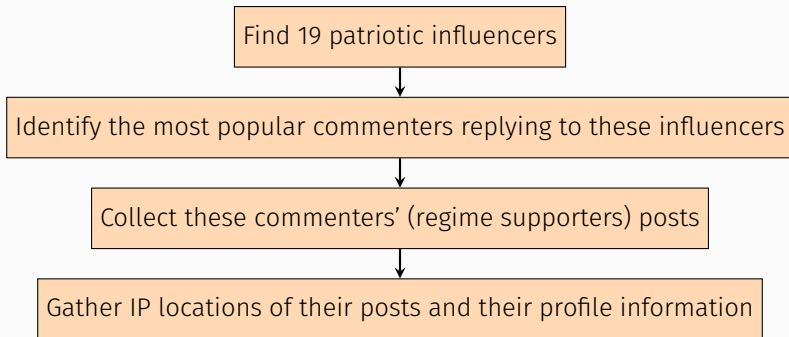 Find 19 patriotic influencers
Identify the most popular commenters replying to these influencers
Collect these commenters’ (regime supporters) posts
Gather IP locations of their posts and their profile information